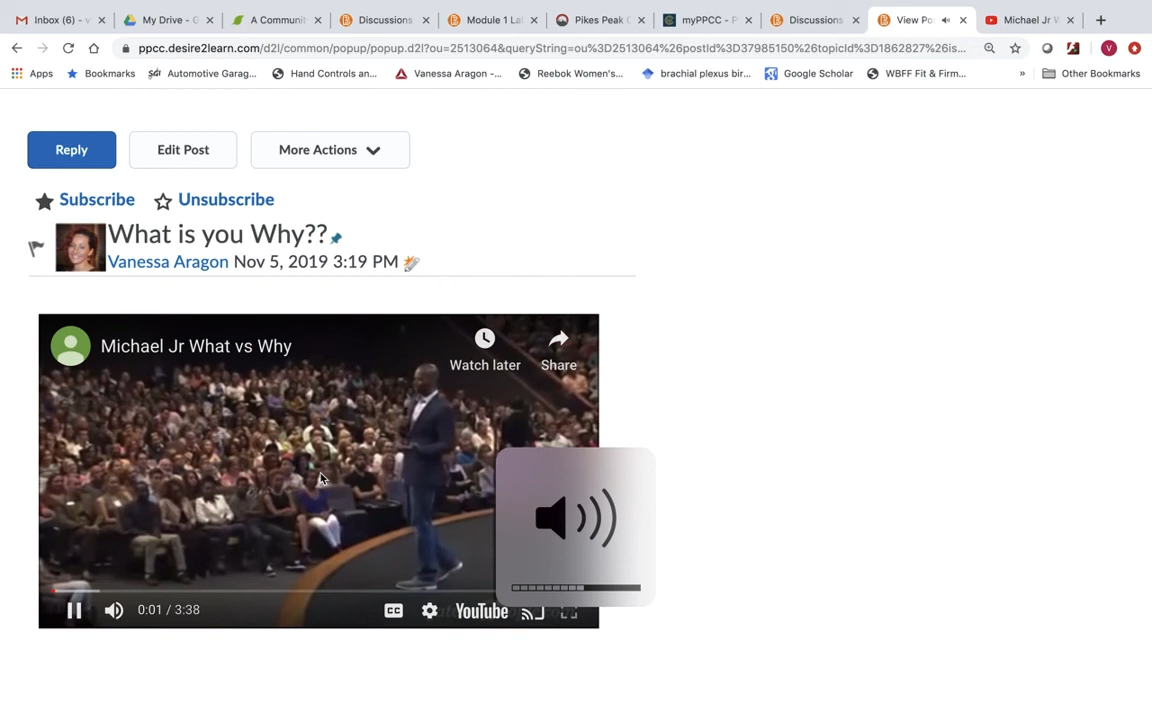 Inbox (6) - v
My Drive - G
A Communit
Discussions
Module 1 La
Pikes Peak
myPPCC - P
Discussions
View Po
Michael Jr W
ppcc.desire2learn.com/d2l/common/popup/popup.d2l?ou=2513064&queryString=ou%3D2513064%26postId%3D37985150%26topicId%3D1862827%26is...
V
Apps
Bookmarks
Automotive Garag...
Hand Controls an...
Vanessa Aragon -...
Reebok Women's...
brachial plexus bir...
Google Scholar
WBFF Fit & Firm...
»
Other Bookmarks
Reply
Edit Post
More Actions
Subscribe
Unsubscribe
What is you Why??
Vanessa Aragon Nov 5, 2019 3:19 PM
Michael Jr What vs Why
Watch later
Share
0:01 / 3:38
CC
YouTube